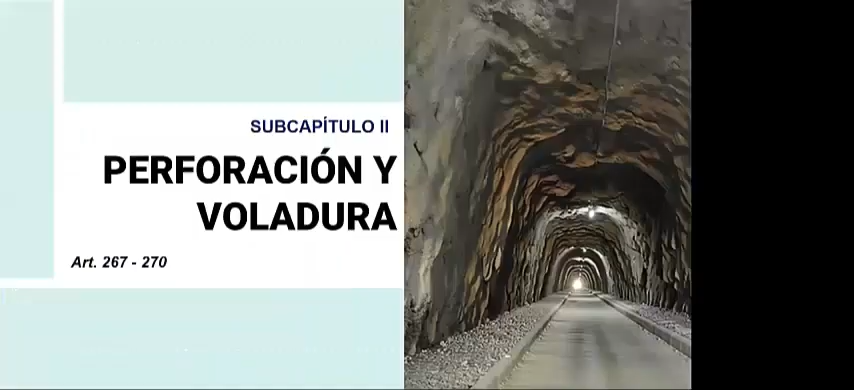 SUBCAPÍTULO II
PERFORACIÓN Y
VOLADURA
Art. 267 - 270